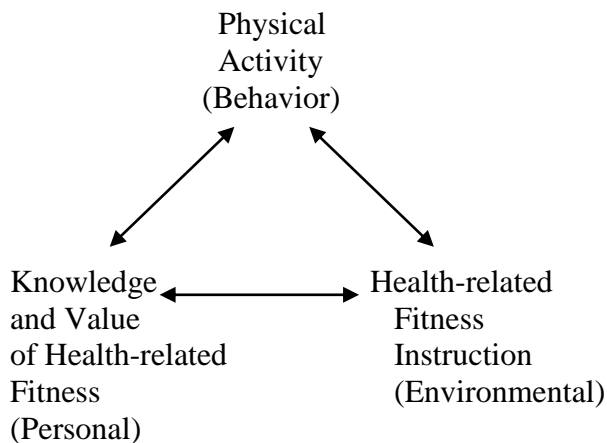 Physical
Activity
(Behavior)
Knowledge
and Value
of Health-related
Fitness
(Personal)
Health-related
Fitness
Instruction
(Environmental)